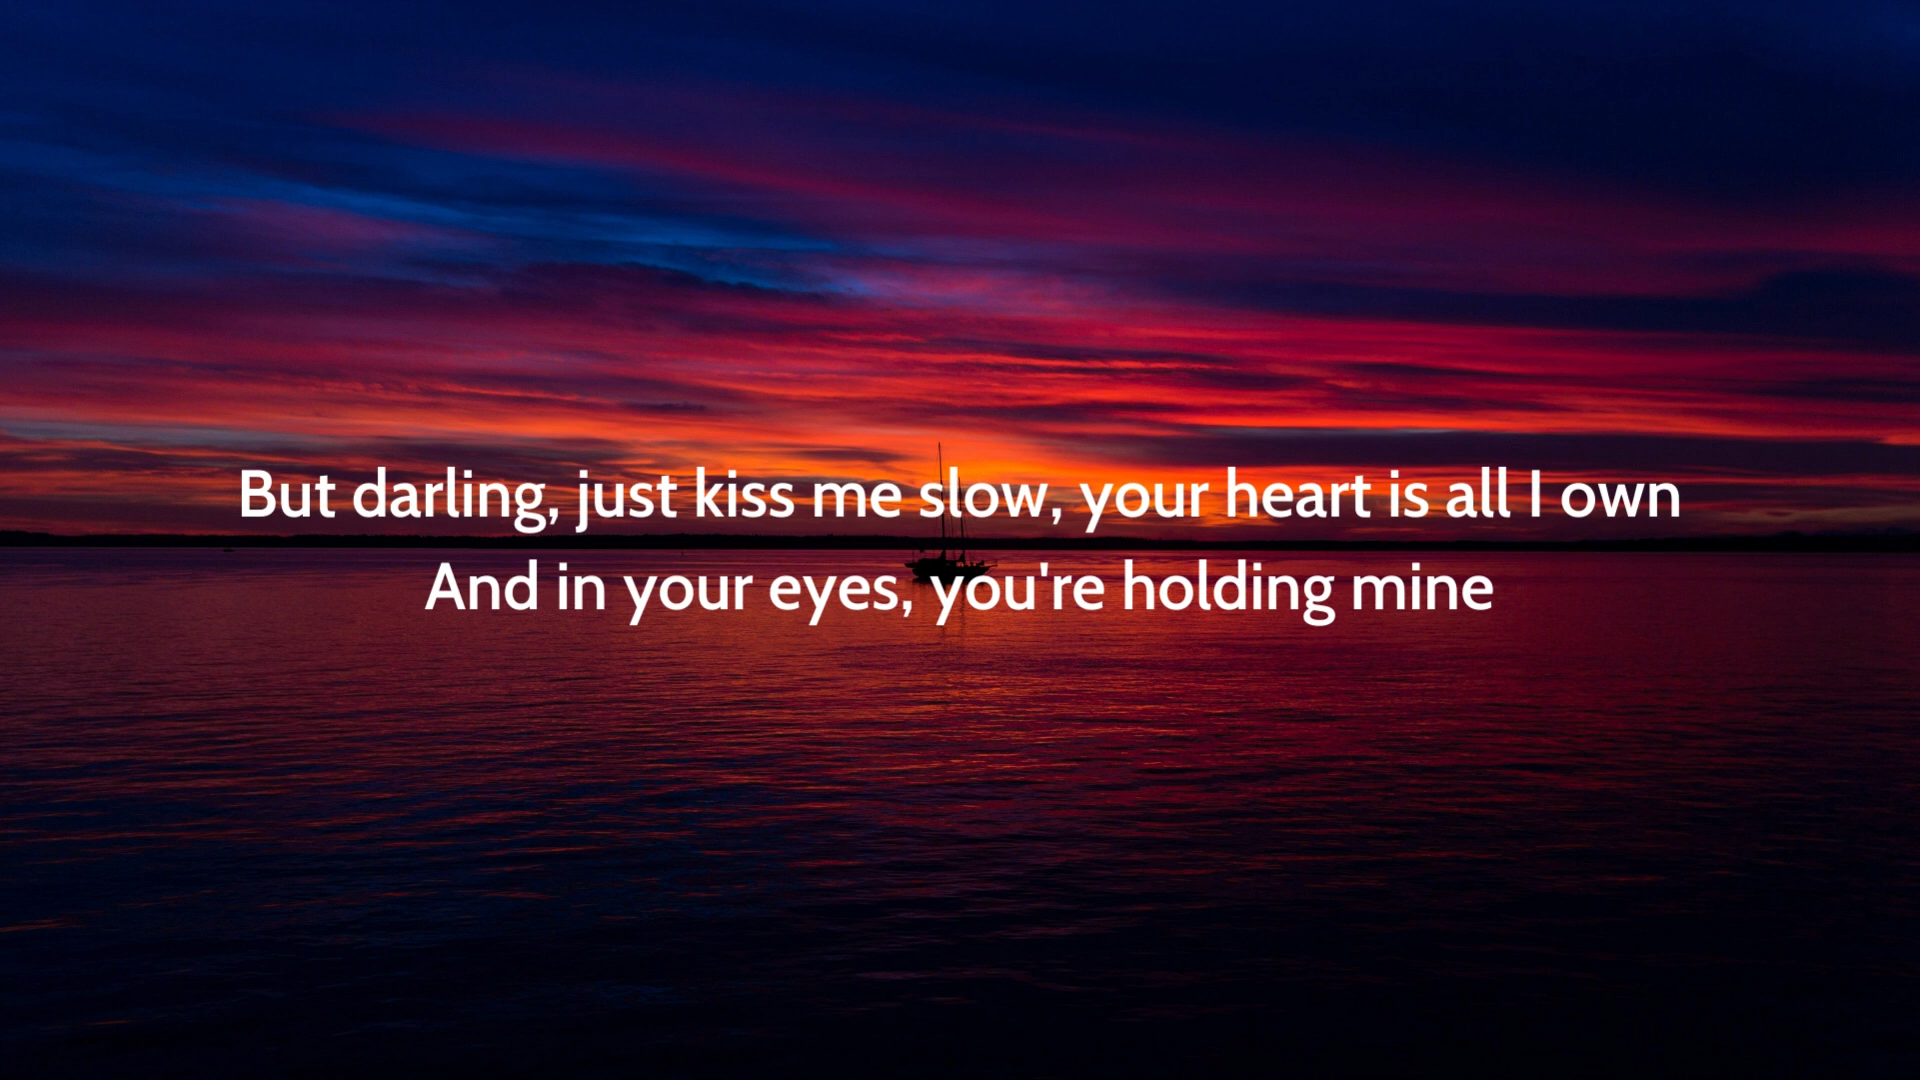 But darling, just kiss me slow, your heart is all I own
And in your eyes, you're holding mine